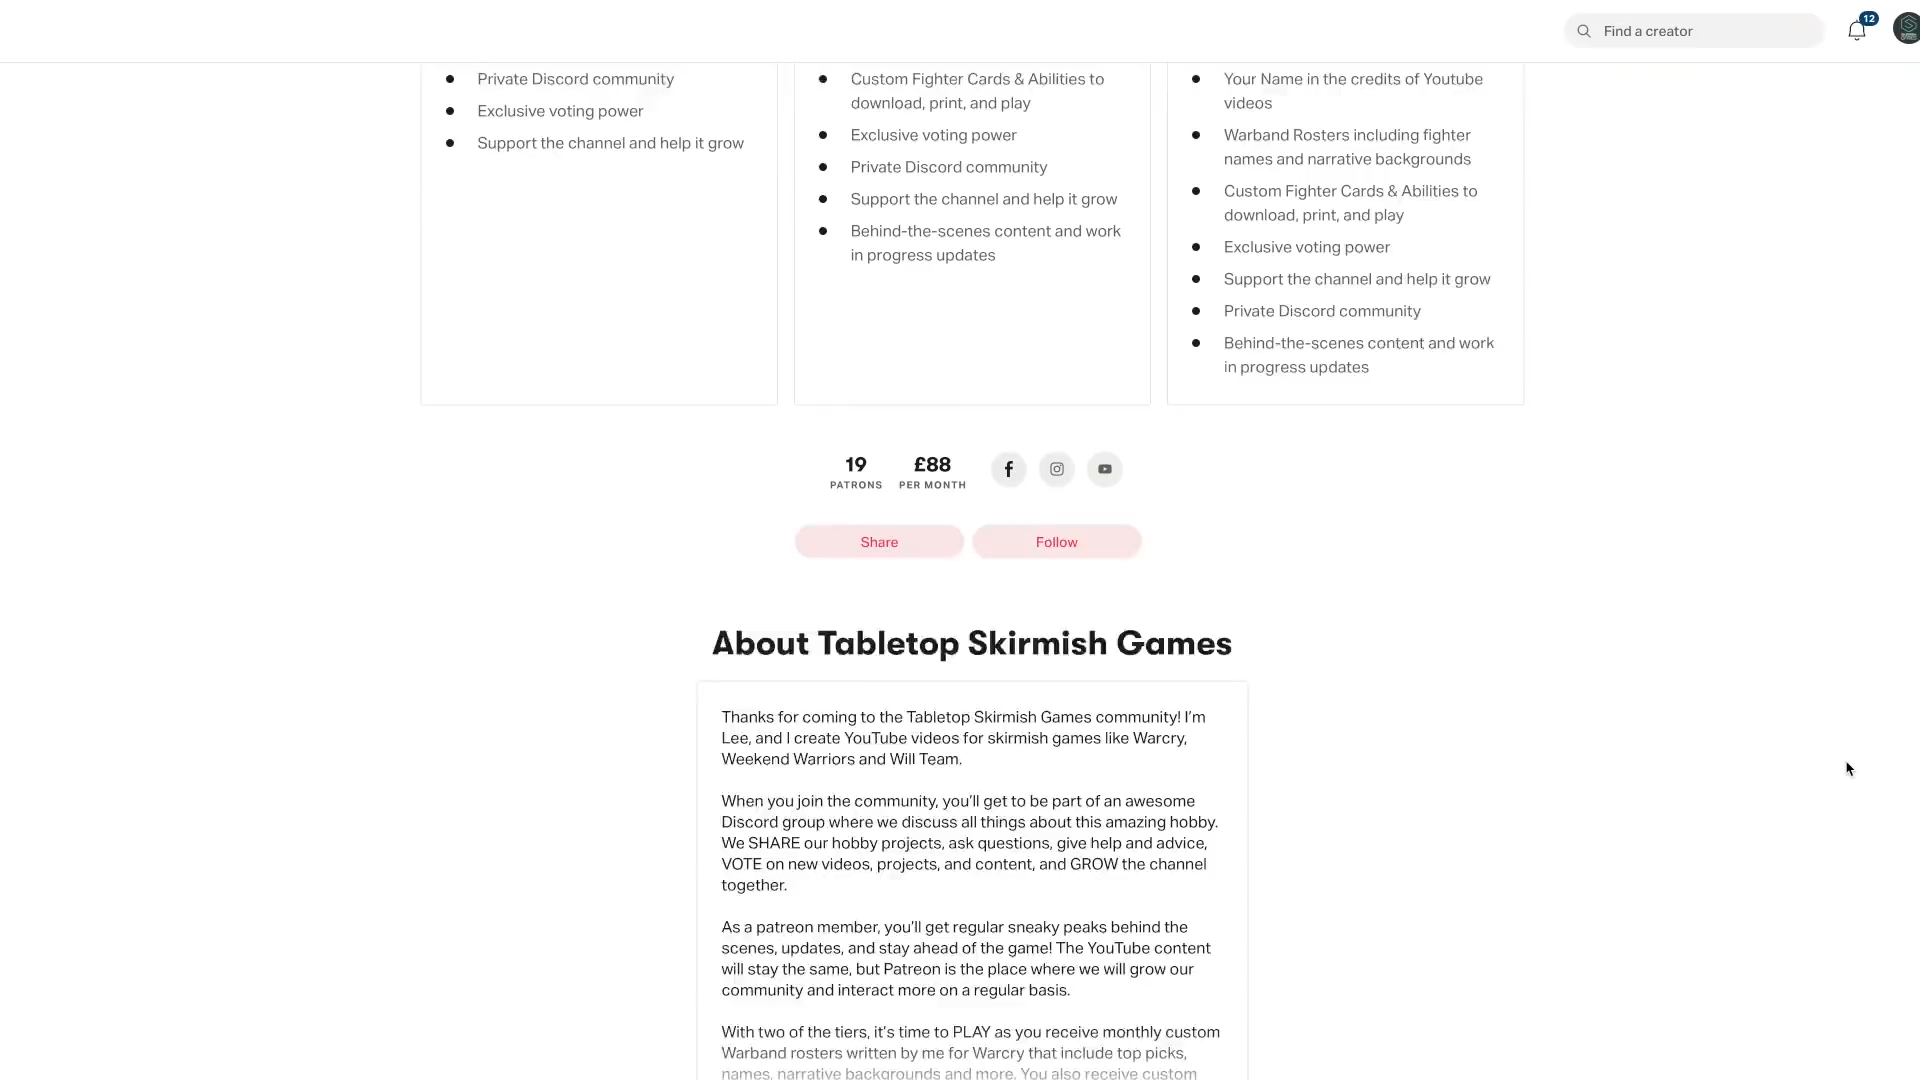 Find a creator
12
Private Discord community
Exclusive voting power
Support the channel and help it grow
Custom Fighter Cards & Abilities to
download, print, and play
Exclusive voting power
Private Discord community
Support the channel and help it grow
Behind-the-scenes content and work
in progress updates
Your Name in the credits of Youtube
videos
Warband Rosters including fighter
names and narrative backgrounds
Custom Fighter Cards & Abilities to
download, print, and play
Exclusive voting power
Support the channel and help it grow
Private Discord community
Behind-the-scenes content and work
in progress updates
19
PATRONS
£88
PER MONTH
Share
Follow
About Tabletop Skirmish Games
Thanks for coming to the Tabletop Skirmish Games community! I’m
Lee, and I create YouTube videos for skirmish games like Warcry,
Weekend Warriors and Will Team.
When you join the community, you’ll get to be part of an awesome
Discord group where we discuss all things about this amazing hobby.
We SHARE our hobby projects, ask questions, give help and advice,
VOTE on new videos, projects, and content, and GROW the channel
together.
As a patreon member, you’ll get regular sneaky peaks behind the
scenes, updates, and stay ahead of the game! The YouTube content
will stay the same, but Patreon is the place where we will grow our
community and interact more on a regular basis.
With two of the tiers, it’s time to PLAY as you receive monthly custom
Warband rosters written by me for Warcry that include top picks,
names, narrative backgrounds and more. You also receive custom